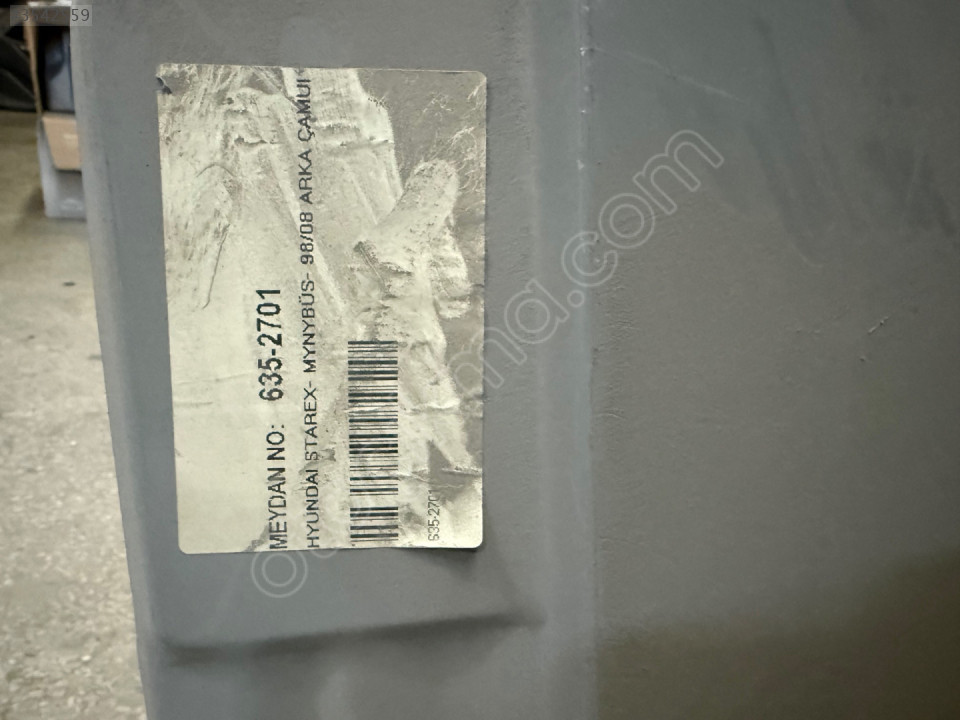 MEYDAN NO: 635-2701
HYUNDAI STAREX- MYNYBÜS- 98/08 ARKA ÇAMUI
635-2701